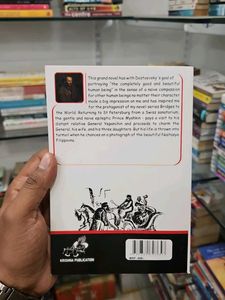 This grand novel has with Dostoevsky's goal of
portraying "the completely good and beautiful
human being" in the sense of a naive compassion
for other human beings no matter their character
made a big impression on me and has inspired me
for the protagonist of my novel series Bridges to
the World. Returning to St Petersburg from a Swiss sanatorium,
the gentle and naive epileptic Prince Myshkin - pays a visit to his
distant relative General Yepanchin and proceeds to charm the
General, his wife, and his three daughters. But his life is thrown into
turmoil when he chances on a photograph of the beautiful Nastasya
Filippovna.
KRISHNA PUBLICATION